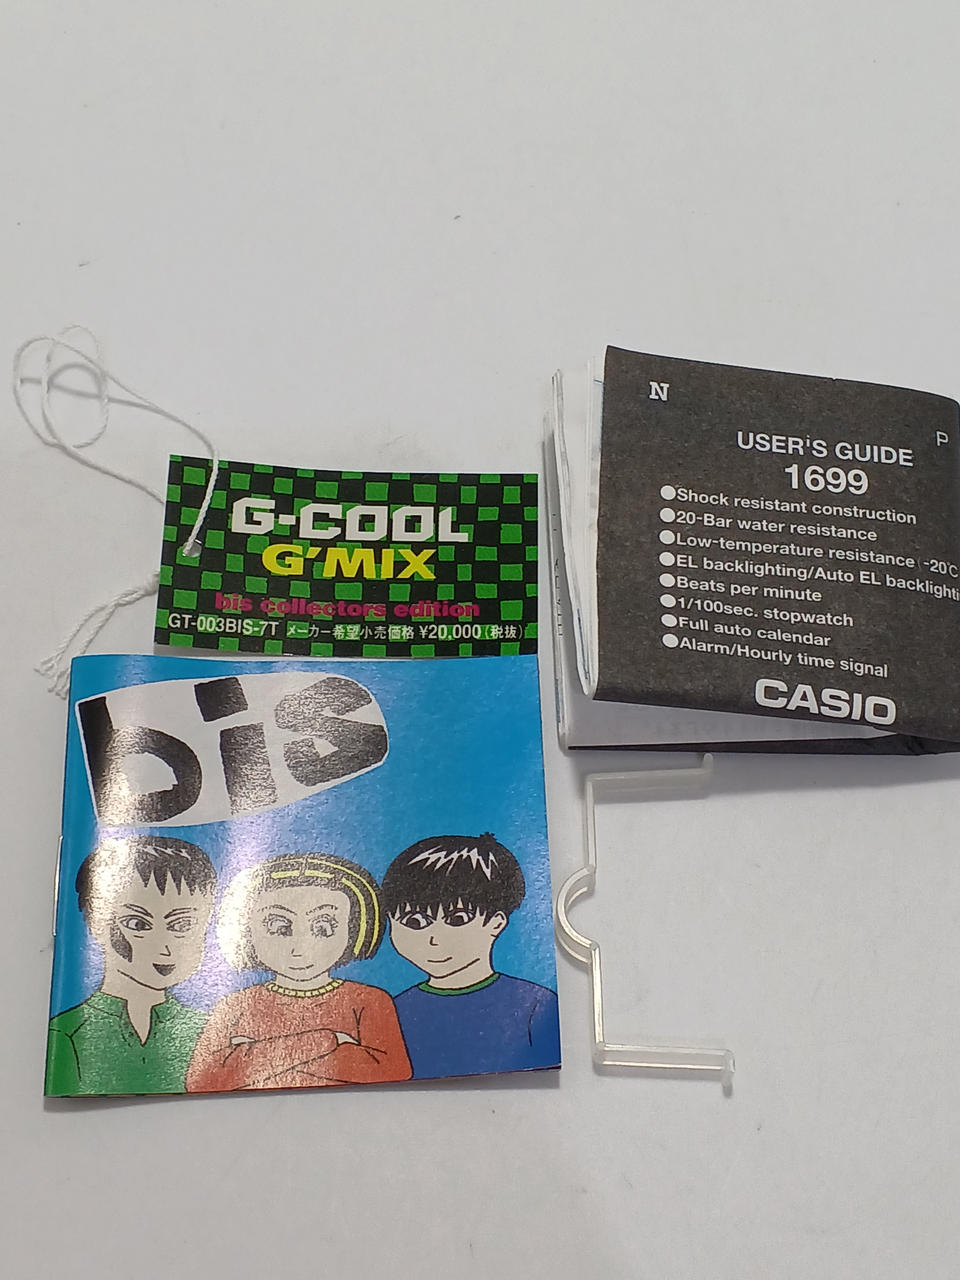 G-COOL
G'MIX
bis collectors edition
GT-003BIS-7T メーカー希望小売価格 ¥20,000(税抜)
bis
N
P
USER'S GUIDE
1699
●Shock resistant construction
●20-Bar water resistance
●Low-temperature resistance (-20°C
●EL backlighting/Auto EL backlighti
●Beats per minute
●1/100sec. stopwatch
●Full auto calendar
●Alarm/Hourly time signal
CASIO